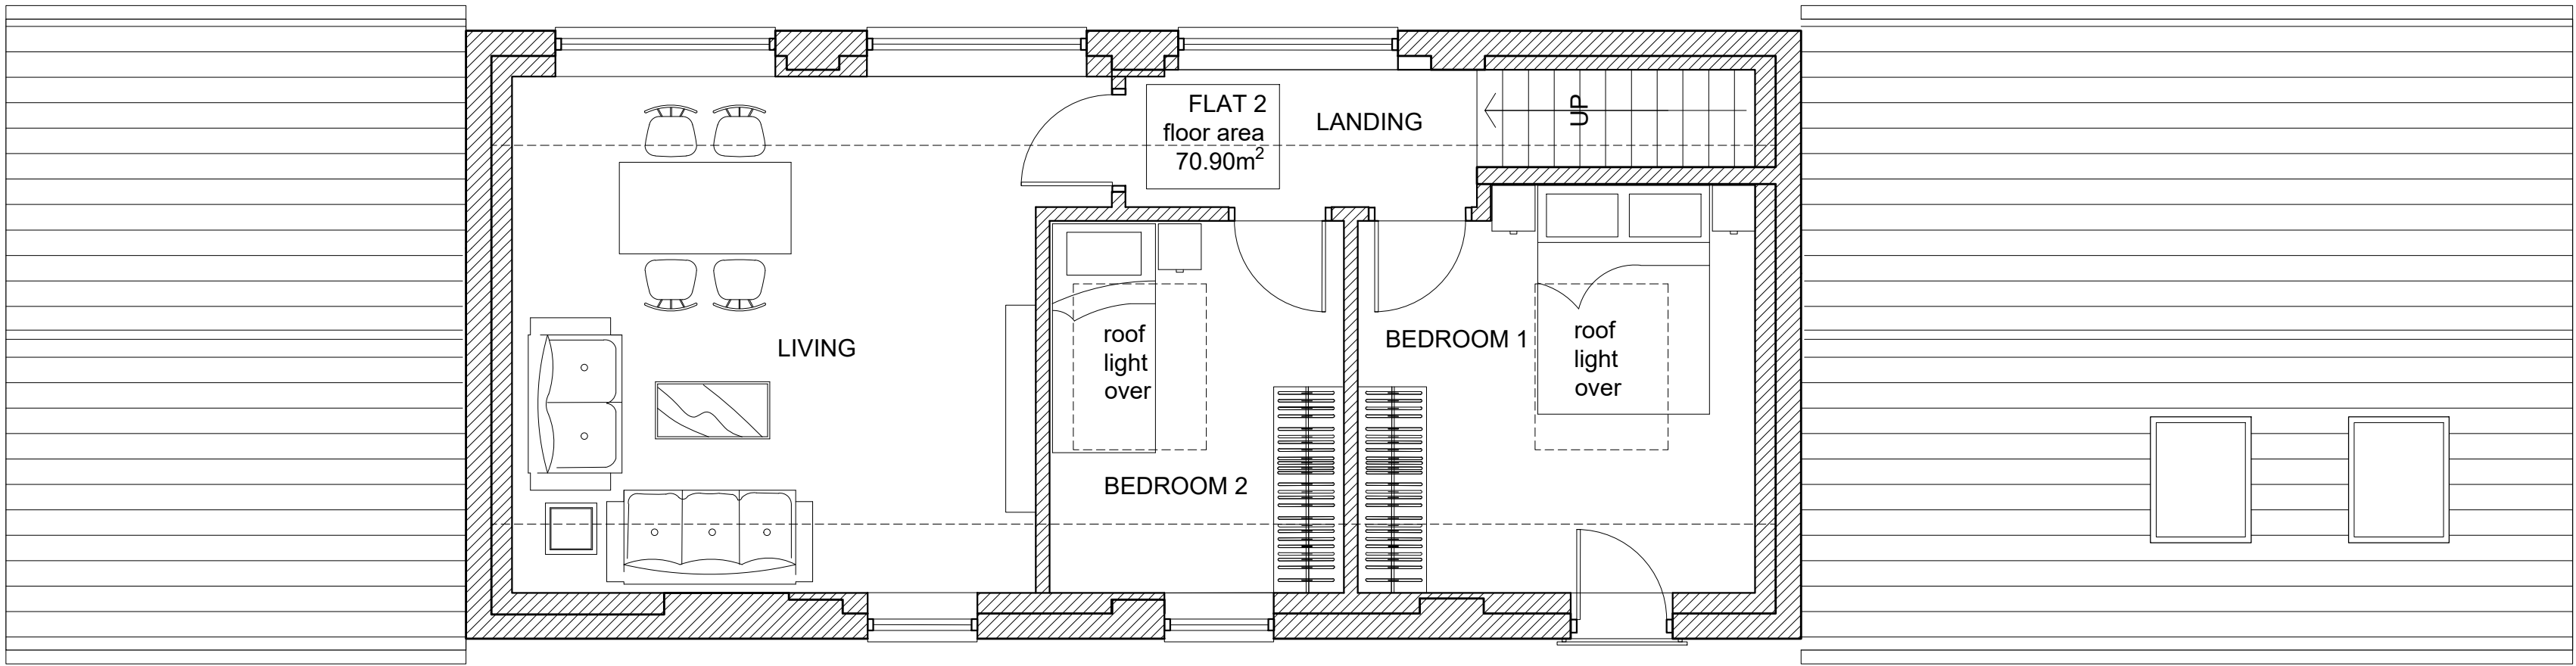 FLAT 2
floor area
70.90m²
LANDING
UP
LIVING
BEDROOM 1
roof
light
over
roof
light
over
BEDROOM 2